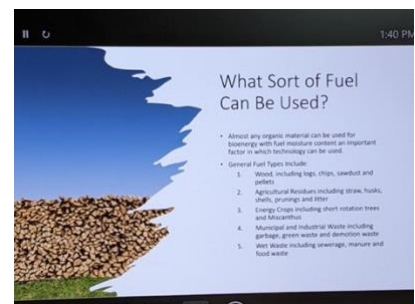 1:40 PM
What Sort of Fuel
Can Be Used?
• Almost any organic material can be used for
bioenergy with fuel moisture content an important
factor in which technology can be used.
• General Fuel Types Include:
1. Wood, including logs, chips, sawdust and
pellets
2. Agricultural Residues including straw, husks,
shells, prunings and litter
3. Energy Crops including short rotation trees
and Miscanthus
4. Municipal and Industrial Waste including
garbage, green waste and demotion waste
5. Wet Waste including sewerage, manure and
food waste